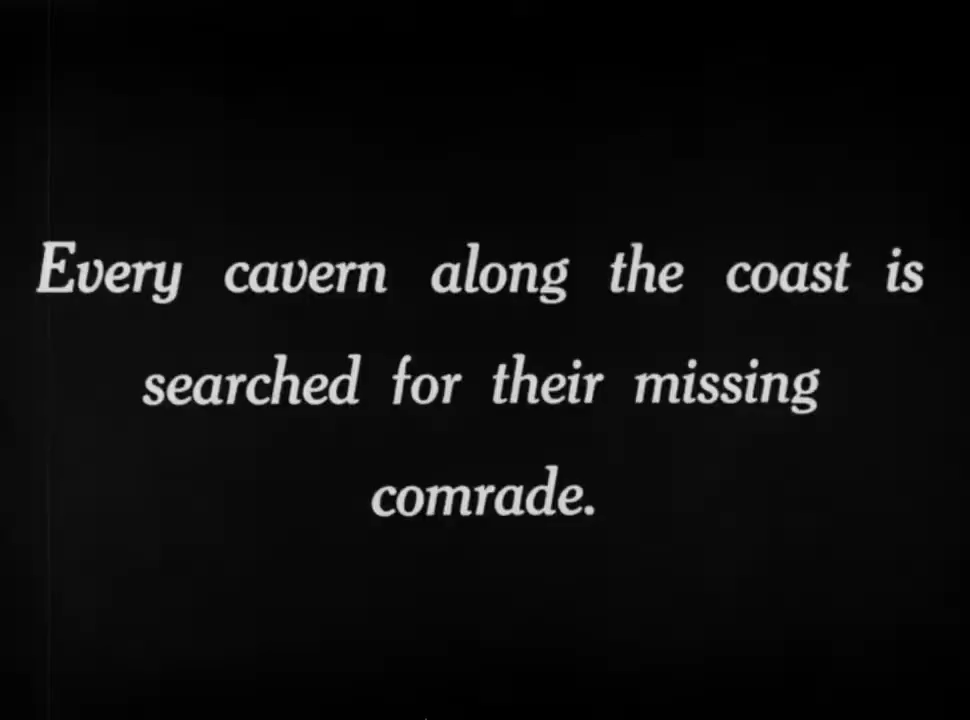 Every cavern along the coast is
searched for their missing
comrade.